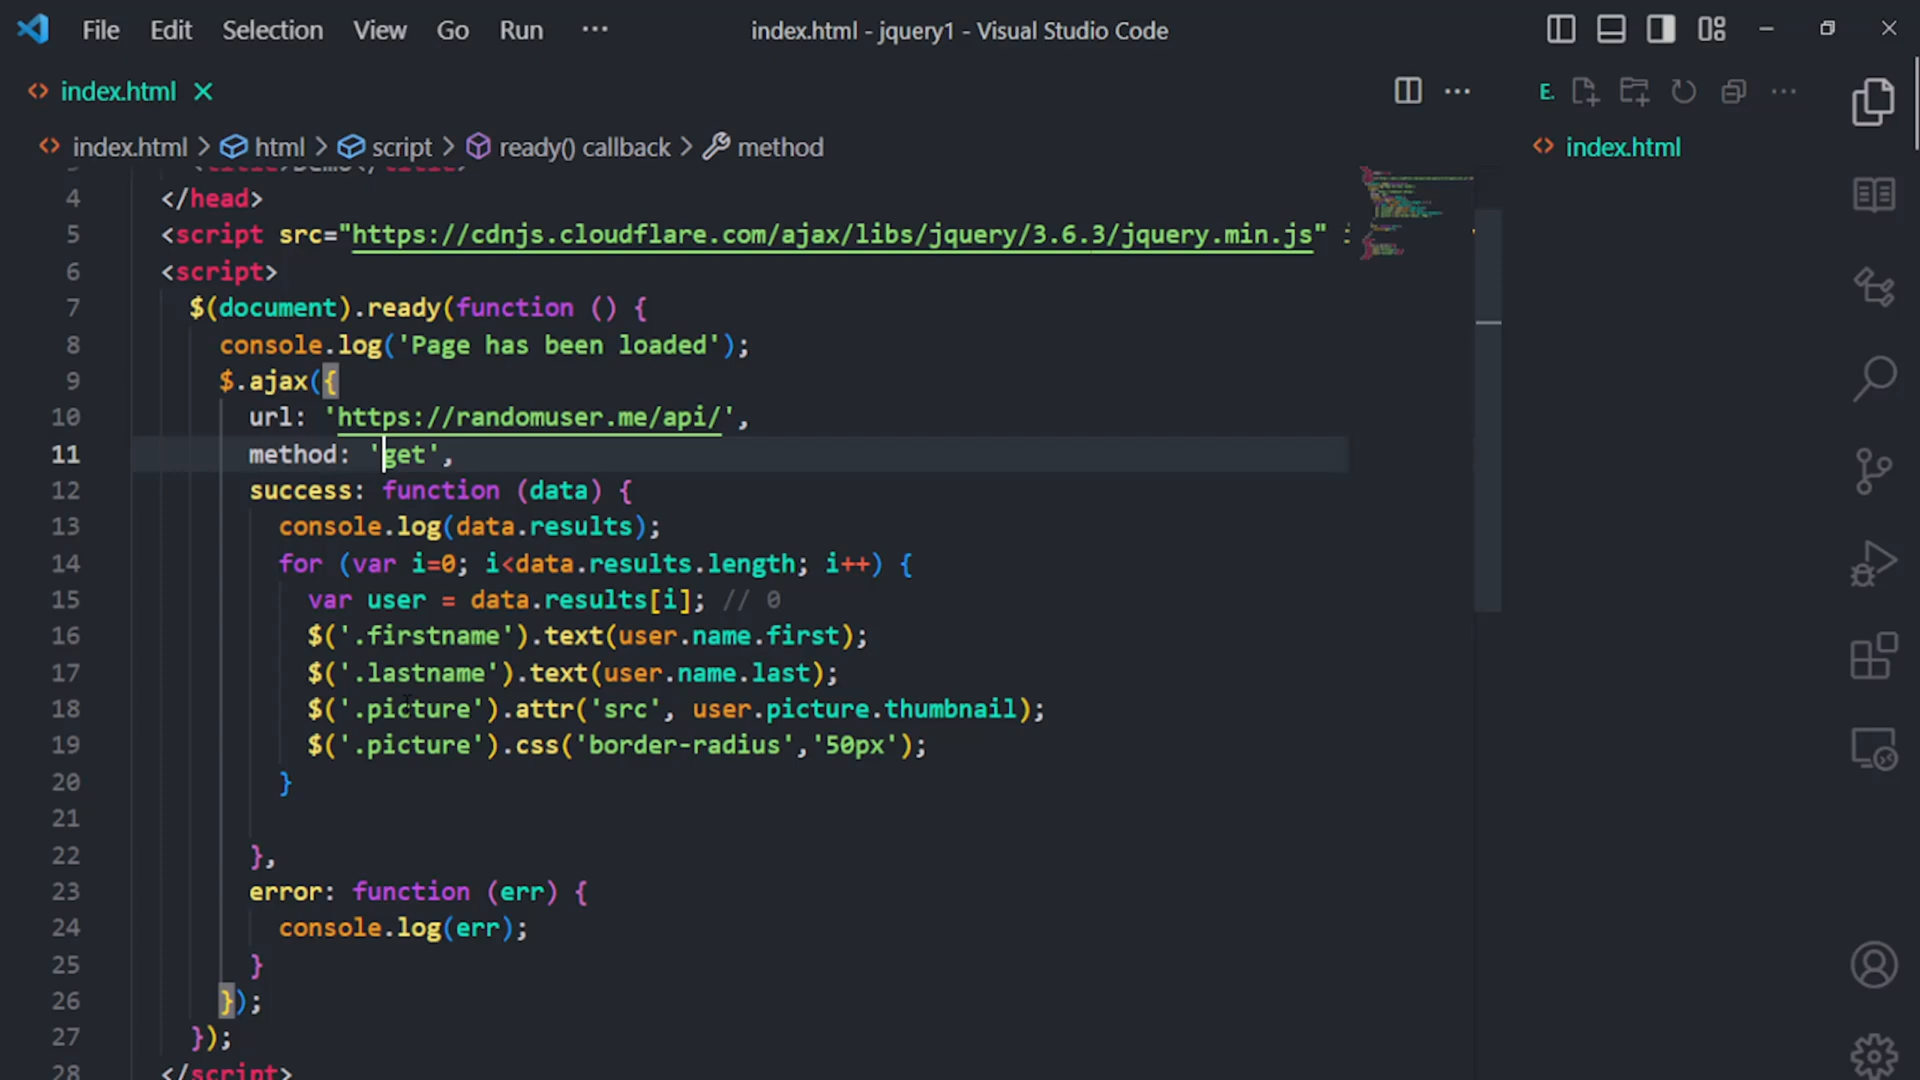 File Edit Selection View Go Run ··· index.html - jquery1 - Visual Studio Code
index.html
E.
index.html > html > script > ready() callback > method
index.html
4 </head>
5 <script src="https://cdnjs.cloudflare.com/ajax/libs/jquery/3.6.3/jquery.min.js"
6 <script>
7 $(document).ready(function () {
8 console.log('Page has been loaded');
9 $.ajax({
10 url: 'https://randomuser.me/api/',
11 method: 'get',
12 success: function (data) {
13 console.log(data.results);
14 for (var i=0; i<data.results.length; i++) {
15 var user = data.results[i]; // 0
16 $('.firstname').text(user.name.first);
17 $('.lastname').text(user.name.last);
18 $('.picture').attr('src', user.picture.thumbnail);
19 $('.picture').css('border-radius','50px');
20 }
21
22 },
23 error: function (err) {
24 console.log(err);
25 }
26 });
27 });
28 </script>